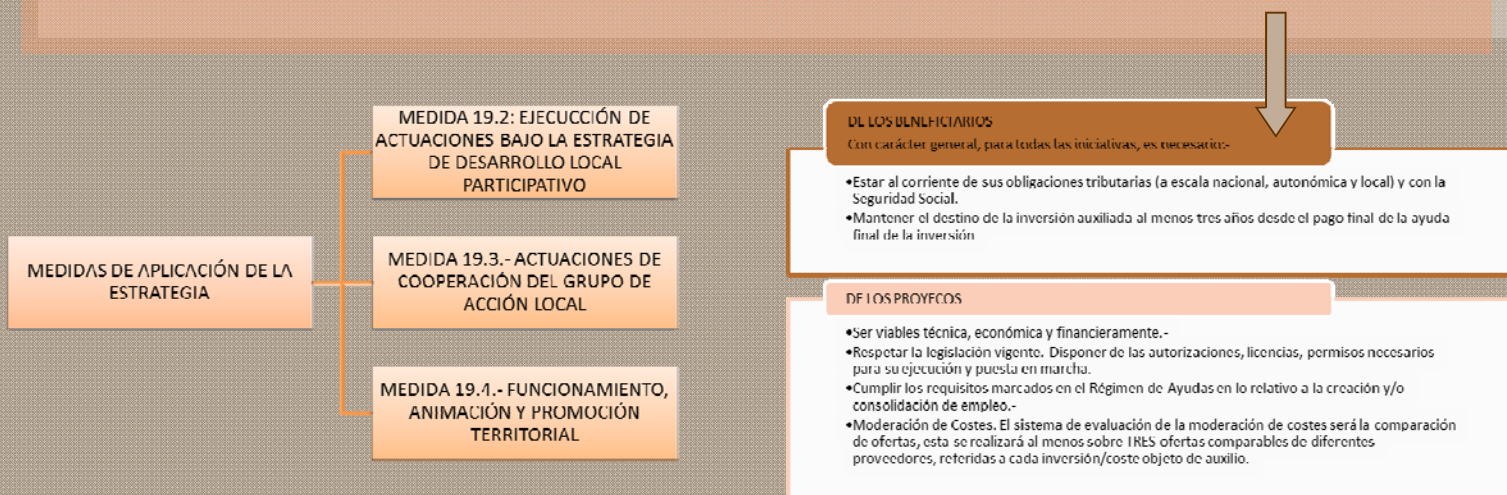 MEDIDAS DE APLICACIÓN DE LA
ESTRATEGIA
MEDIDA 19.2: EJECUCCIÓN DE
ACTUACIONES BAJO LA ESTRATEGIA
DE DESARROLLO LOCAL
PARTICIPATIVO
MEDIDA 19.3.- ACTUACIONES DE
COOPERACIÓN DEL GRUPO DE
ACCIÓN LOCAL
MEDIDA 19.4.- FUNCIONAMIENTO,
ANIMACIÓN Y PROMOCIÓN
TERRITORIAL
DE LOS BENEFICIARIOS
Con carácter general, para todas las iniciativas, es necesario:-
•Estar al corriente de sus obligaciones tributarias (a escala nacional, autonómica y local) y con la
Seguridad Social.
•Mantener el destino de la inversión auxiliada al menos tres años desde el pago final de la ayuda
final de la inversión
DE LOS PROYECOS
•Ser viables técnica, económica y financieramente.-
•Respetar la legislación vigente. Disponer de las autorizaciones, licencias, permisos necesarios
para su ejecución y puesta en marcha.
•Cumplir los requisitos marcados en el Régimen de Ayudas en lo relativo a la creación y/o
consolidación de empleo.-
•Moderación de Costes. El sistema de evaluación de la moderación de costes será la comparación
de ofertas, esta se realizará al menos sobre TRES ofertas comparables de diferentes
proveedores, referidas a cada inversión/coste objeto de auxilio.